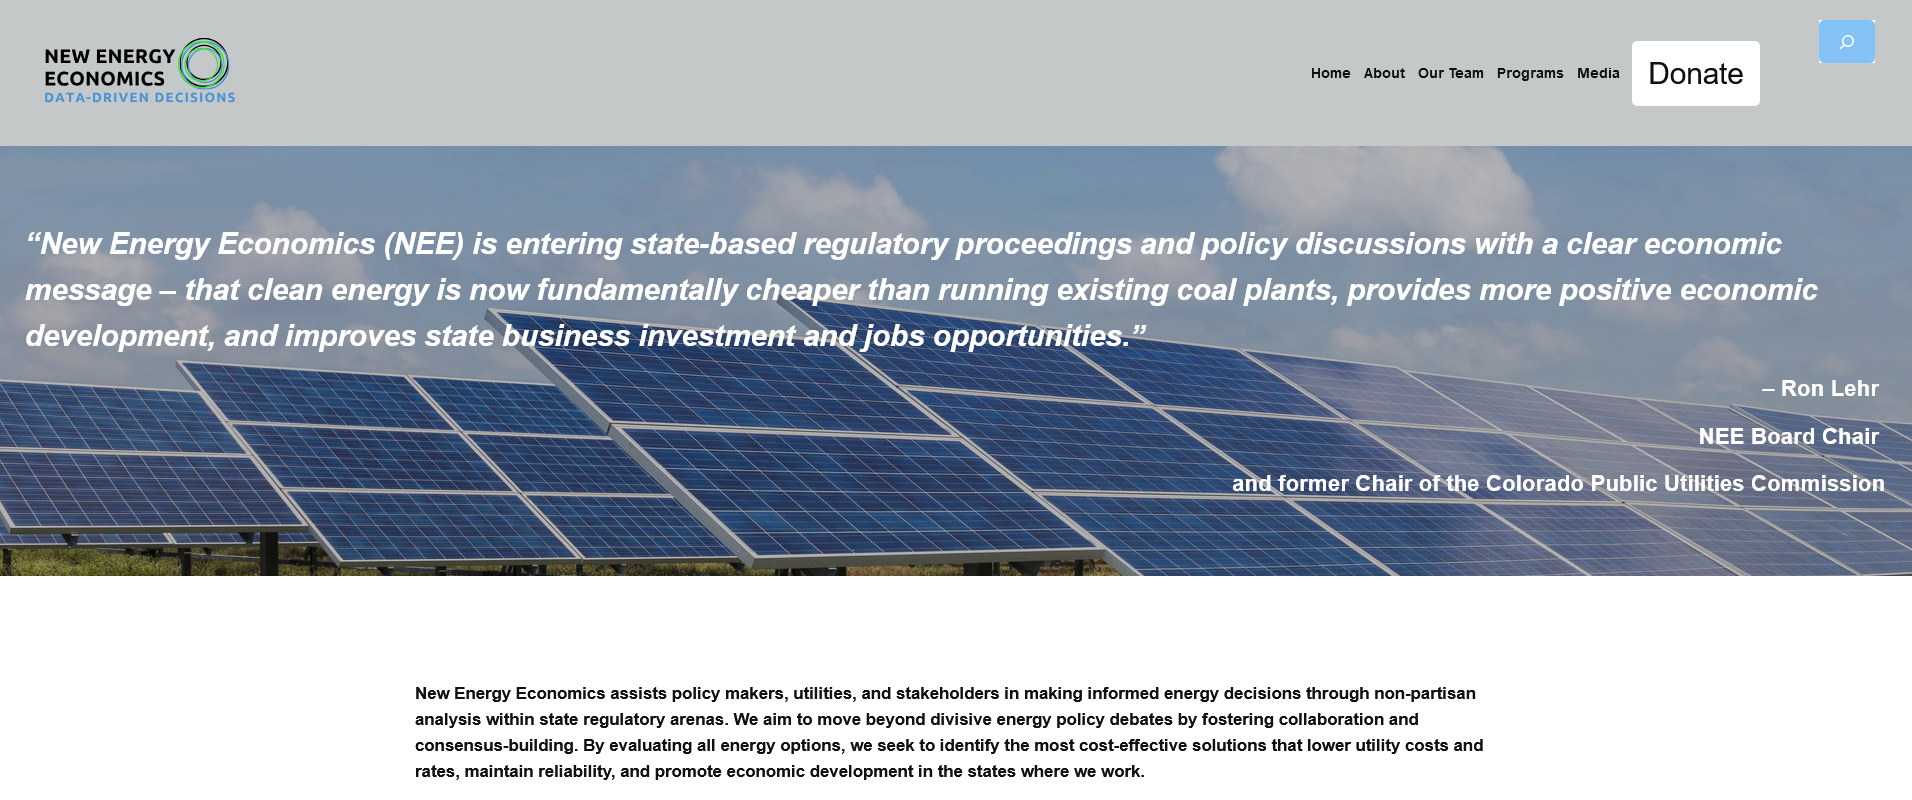 NEW ENERGY
ECONOMICS
DATA-DRIVEN DECISIONS
Home About Our Team Programs Media Donate
“New Energy Economics (NEE) is entering state-based regulatory proceedings and policy discussions with a clear economic
message – that clean energy is now fundamentally cheaper than running existing coal plants, provides more positive economic
development, and improves state business investment and jobs opportunities.”
– Ron Lehr
NEE Board Chair
and former Chair of the Colorado Public Utilities Commission
New Energy Economics assists policy makers, utilities, and stakeholders in making informed energy decisions through non-partisan
analysis within state regulatory arenas. We aim to move beyond divisive energy policy debates by fostering collaboration and
consensus-building. By evaluating all energy options, we seek to identify the most cost-effective solutions that lower utility costs and
rates, maintain reliability, and promote economic development in the states where we work.